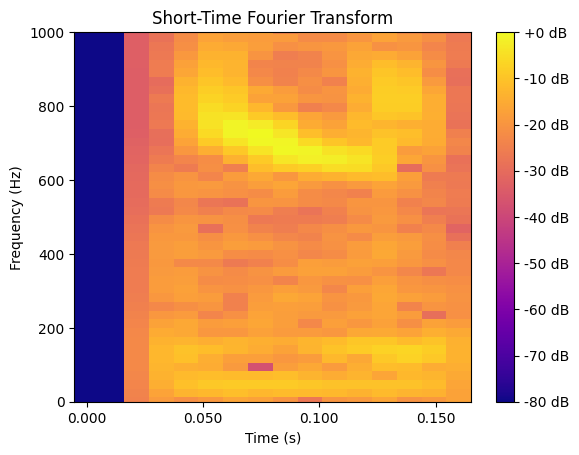 Short-Time Fourier Transform
1000
800
600
400
200
0
Frequency (Hz)
0.000
0.050
0.100
0.150
Time (s)
+0 dB
-10 dB
-20 dB
-30 dB
-40 dB
-50 dB
-60 dB
-70 dB
-80 dB